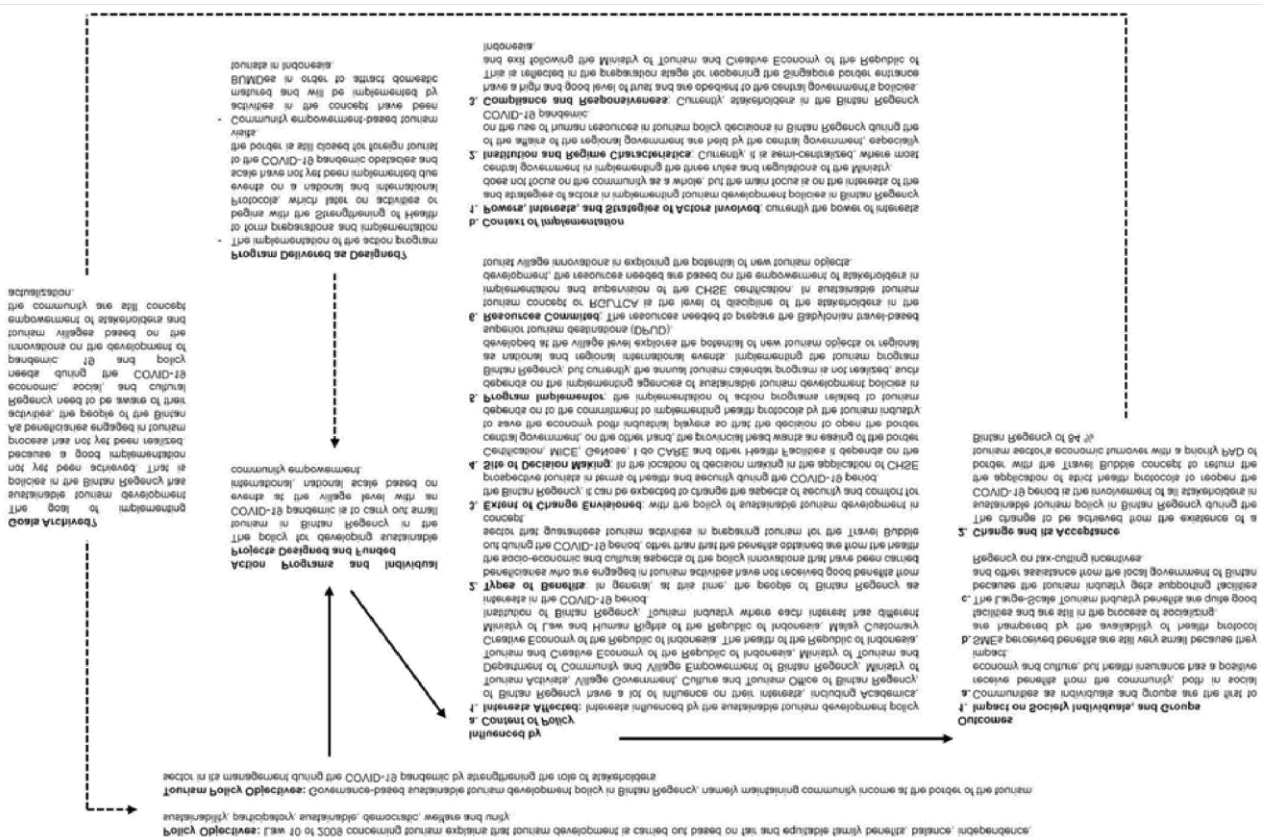 Policy Objectives: Law 10 of 2009 concerning tourism explains that tourism development is carried out based on fair and equitable family benefits, balance, independence,
sustainability, participatory, sustainable, democratic, welfare and unity.
Tourism Policy Objectives: Governance-based sustainable tourism development policy in Bintan Regency, namely maintaining community income at the border of the tourism
sector in its management during the COVID-19 pandemic by strengthening the role of stakeholders
Goals Archived?
The goal of implementing
sustainable tourism development
policies in the Bintan Regency has
not yet been achieved. That is
because a good implementation
process has not yet been realized.
As beneficiaries engaged in tourism
activities, the people of the Bintan
Regency need to be aware of their
economic, social, and cultural
needs during the COVID-19
pandemic 19 and policy
innovations on the development of
tourism villages based on the
empowerment of stakeholders and
the community are still concept
actualization.
Action Programs and Individual
Projects Designed and Funded
The policy for developing sustainable
tourism in Bintan Regency in the
COVID-19 pandemic is to carry out small
events at the village level with an
international, national scale based on
community empowerment.
Program Delivered as Designed?
- The implementation of the action program
to form preparations and implementation
begins with the Strengthening of Health
Protocols, which later on activities or
events on a national and international
scale have not yet been implemented due
to the COVID-19 pandemic obstacles and
the border is still closed for foreign tourist
visits.
- Community empowerment-based tourism
activities in the concept have been
matured and will be implemented by
BUMDes in order to attract domestic
tourists in Indonesia.
Influenced by
a. Content of Policy
1. Interests Affected: Interests influenced by the sustainable tourism development policy
of Bintan Regency have a lot of influence on their interests, including Academics,
Tourism Activists, Village Government, Culture and Tourism Office of Bintan Regency,
Department of Community and Village Empowerment of Bintan Regency, Ministry of
Tourism and Creative Economy of the Republic of Indonesia, Ministry of Tourism and
Creative Economy of the Republic of Indonesia, The health of the Republic of Indonesia,
Ministry of Law and Human Rights of the Republic of Indonesia, Malay Customary
Institution of Bintan Regency, Tourism Industry where each interest has different
interests in the COVID-19 period.
2. Types of Benefits: in general, at this time, the people of Bintan Regency as
beneficiaries who are engaged in tourism activities have not received good benefits from
the socio-economic and cultural aspects of the policy innovations that have been carried
out during the COVID-19 period, other than that the benefits obtained are from the health
sector that guarantees tourism activities in preparing tourism for the Travel Bubble
concept.
3. Extent of Change Envisioned: with the policy of sustainable tourism development in
the Bintan Regency, it can be expected to change the aspects of security and comfort for
prospective tourists in terms of health and security during the COVID-19 period.
4. Site of Decision Making: In the location of decision making in the application of CHSE
Certification, MICE, GeNose, I do CARE and other Health Facilities it depends on the
central government, on the other hand, the provincial head wants an easing of the border
to save the economy both industrial players so that the decision to open the border
depends on to the commitment to implementing health protocols by the tourism industry.
5. Program Implementor: the implementation of action programs related to tourism
depends on the implementing agencies of sustainable tourism development policies in
Bintan Regency, but currently, the annual tourism calendar program is not realized, such
as national and regional international events. Implementing the tourism program
developed at the village level explores the potential of new tourism objects or regional
superior tourism destinations (DPUD).
6. Resources Committed: The resources needed to prepare the Babylonian travel-based
tourism concept or RGL/TCA is the level of discipline of the stakeholders in the
implementation and supervision of the CHSE certification. In sustainable tourism
development, the resources needed are based on the empowerment of stakeholders in
tourist village innovations in exploring the potential of new tourism objects.
b. Context of Implementation
1. Powers, Interests, and Strategies of Actors Involved: currently the power of interests
and strategies of actors in implementing tourism development policies in Bintan Regency
does not focus on the community as a whole, but the main focus is on the interests of the
central government in implementing the three rules and regulations of the Ministry.
2. Institution and Regime Characteristics: Currently, it is semi-centralized, where most
of the affairs of the regional government are held by the central government, especially
on the use of human resources in tourism policy decisions in Bintan Regency during the
COVID-19 pandemic.
3. Compliance and Responsiveness: Currently, stakeholders in the Bintan Regency
have a high and good level of trust and are obedient to the central government's policies.
This is reflected in the preparation stage for reopening the Singapore border entrance
and exit following the Ministry of Tourism and Creative Economy of the Republic of
Indonesia.
Outcomes
1. Impact on Society Individuals, and Groups
a. Communities as individuals and groups are the first to
receive benefits from the community, both in social
economy and culture, but health insurance has a positive
impact.
b. SMEs perceived benefits are still very small because they
are hampered by the availability of health protocol
facilities and are still in the process of socializing.
c. The Large-Scale Tourism Industry benefits are quite good
because the tourism industry gets supporting facilities
and other assistance from the local government of Bintan
Regency on tax-cutting incentives.
2. Change and its Acceptance
The change to be achieved from the existence of a
sustainable tourism policy in Bintan Regency during the
COVID-19 period is the involvement of all stakeholders in
the application of strict health protocols to reopen the
border with the Travel Bubble concept to return the
tourism sector's economic turnover with a priority PAD of
Bintan Regency of 84 %.